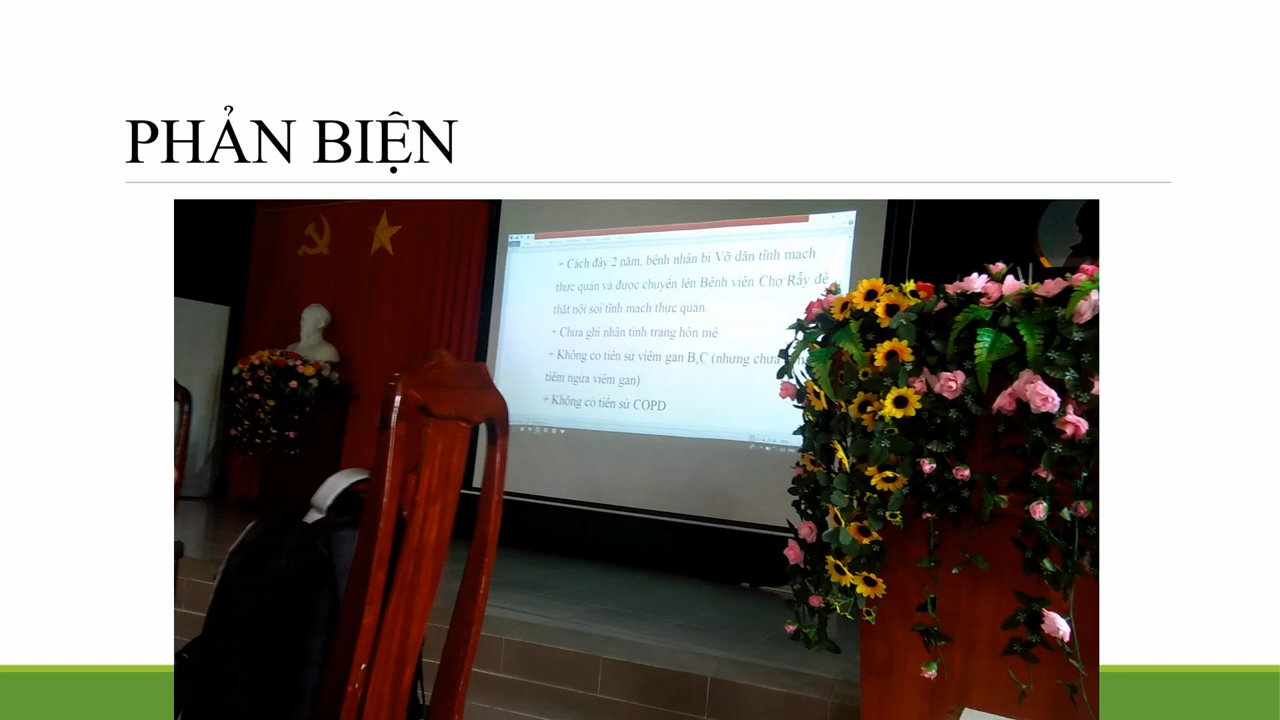 PHẢN BIỆN
+ Cách đây 2 năm, bệnh nhân bị Vỡ dãn tĩnh mạch
thực quản và được chuyển lên Bệnh viện Chợ Rẫy để
thắt nội soi tĩnh mạch thực quản
+ Chưa ghi nhận tình trạng hôn mê
+ Không có tiền sử viêm gan B,C (nhưng chưa
tiêm ngừa viêm gan)
+ Không có tiền sử COPD